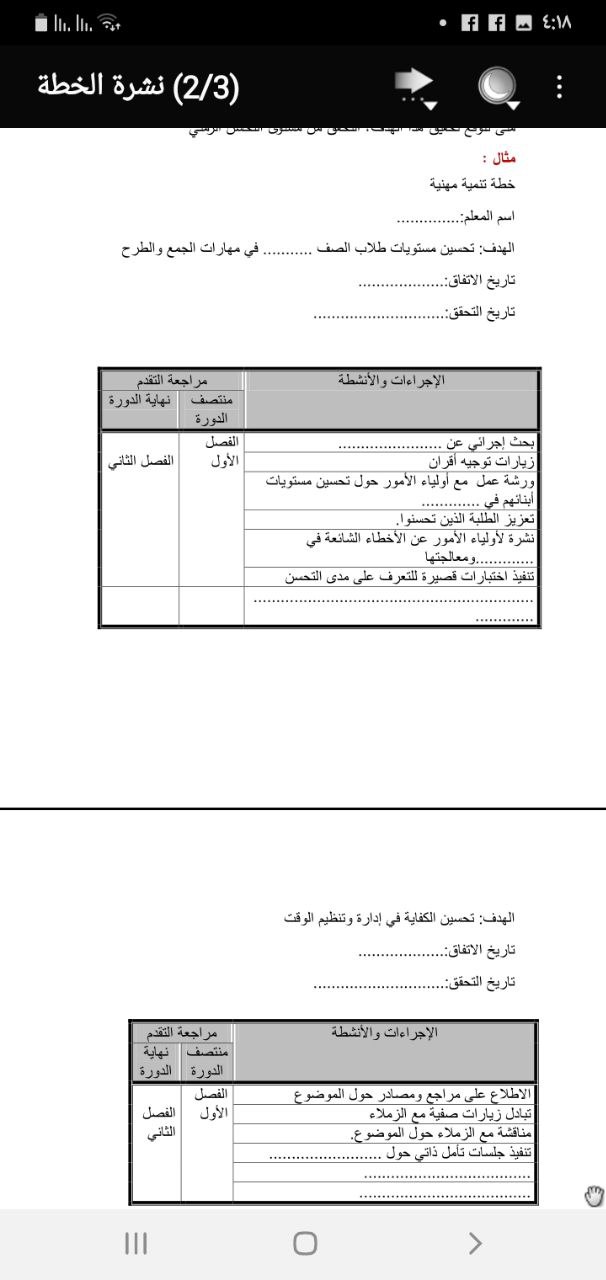 ٤:١٨
نشرة الخطة (2/3)
مثال :
خطة تنمية مهنية
اسم المعلم:..............
الهدف: تحسين مستويات طلاب الصف ........... في مهارات الجمع والطرح
تاريخ الاتفاق:...................
تاريخ التحقق:.............................
الإجراءات والأنشطة
مراجعة التقدم
منتصف الدورة
نهاية الدورة
بحث إجرائي عن .......................
زيارات توجيه أقران
ورشة عمل مع أولياء الأمور حول تحسين مستويات
أبنائهم في .............
تعزيز الطلبة الذين تحسنوا.
نشرة لأولياء الأمور عن الأخطاء الشائعة في
.............ومعالجتها
تنفيذ اختبارات قصيرة للتعرف على مدى التحسن
..............................................................
.............
الفصل
الأول
الفصل الثاني
الهدف: تحسين الكفاية في إدارة وتنظيم الوقت
تاريخ الاتفاق:...................
تاريخ التحقق:.............................
الإجراءات والأنشطة
مراجعة التقدم
منتصف
الدورة
نهاية
الدورة
الاطلاع على مراجع ومصادر حول الموضوع
تبادل زيارات صفية مع الزملاء
مناقشة مع الزملاء حول الموضوع.
تنفيذ جلسات تأمل ذاتي حول .........................
.....................................
......................................
الفصل
الأول
الفصل
الثاني